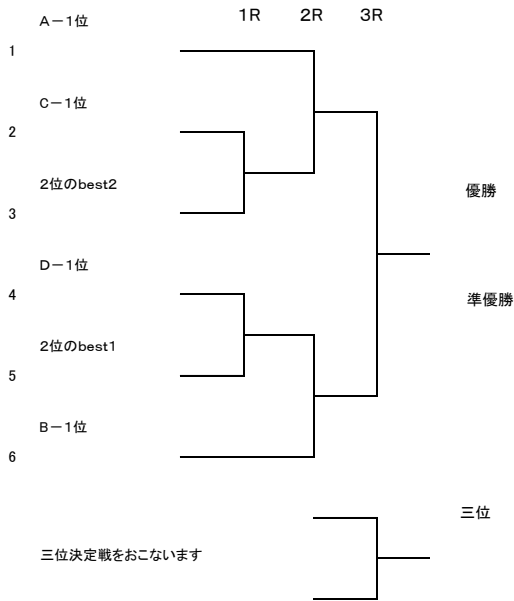 A－1位
1R 2R 3R
1
C－1位
2
2位のbest2
優勝
3
D－1位
4
準優勝
2位のbest1
5
B－1位
6
三位
三位決定戦をおこないます